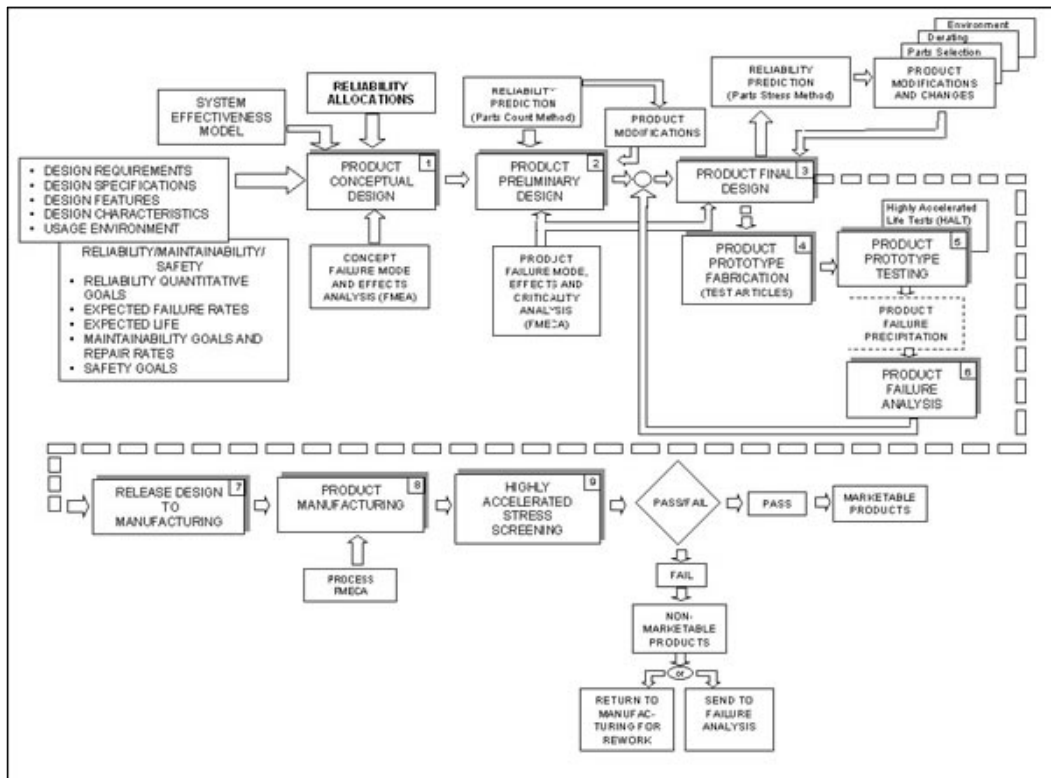 Environment
Derating
Parts Selection
PRODUCT
MODIFICATIONS
AND CHANGES
RELIABILITY
PREDICTION
(Parts Stress Method)
RELIABILITY
ALLOCATIONS
RELIABILITY
PREDICTION
(Parts Count Method)
SYSTEM
EFFECTIVENESS
MODEL
PRODUCT
MODIFICATIONS
• DESIGN REQUIREMENTS
• DESIGN SPECIFICATIONS
• DESIGN FEATURES
• DESIGN CHARACTERISTICS
• USAGE ENVIRONMENT
RELIABILITY/MAINTAINABILITY/
SAFETY
• RELIABILITY QUANTITATIVE
GOALS
• EXPECTED FAILURE RATES
• EXPECTED LIFE
• MAINTAINABILITY GOALS AND
REPAIR RATES
• SAFETY GOALS
1
PRODUCT
CONCEPTUAL
DESIGN
2
PRODUCT
PRELIMINARY
DESIGN
3
PRODUCT FINAL
DESIGN
CONCEPT
FAILURE MODE
AND EFFECTS
ANALYSIS (FMEA)
PRODUCT
FAILURE MODE,
EFFECTS AND
CRITICALITY
ANALYSIS
(FMECA)
4
PRODUCT
PROTOTYPE
FABRICATION
(TEST ARTICLES)
Highly Accelerated
Life Tests (HALT)
5
PRODUCT
PROTOTYPE
TESTING
PRODUCT
FAILURE
PRECIPITATION
6
PRODUCT
FAILURE
ANALYSIS
7
RELEASE DESIGN
TO
MANUFACTURING
8
PRODUCT
MANUFACTURING
9
HIGHLY
ACCELERATED
STRESS
SCREENING
PASS/FAIL
PASS
MARKETABLE
PRODUCTS
PROCESS
FMECA
FAIL
NON-
MARKETABLE
PRODUCTS
or
RETURN TO
MANUFAC-
TURING FOR
REWORK
SEND TO
FAILURE
ANALYSIS